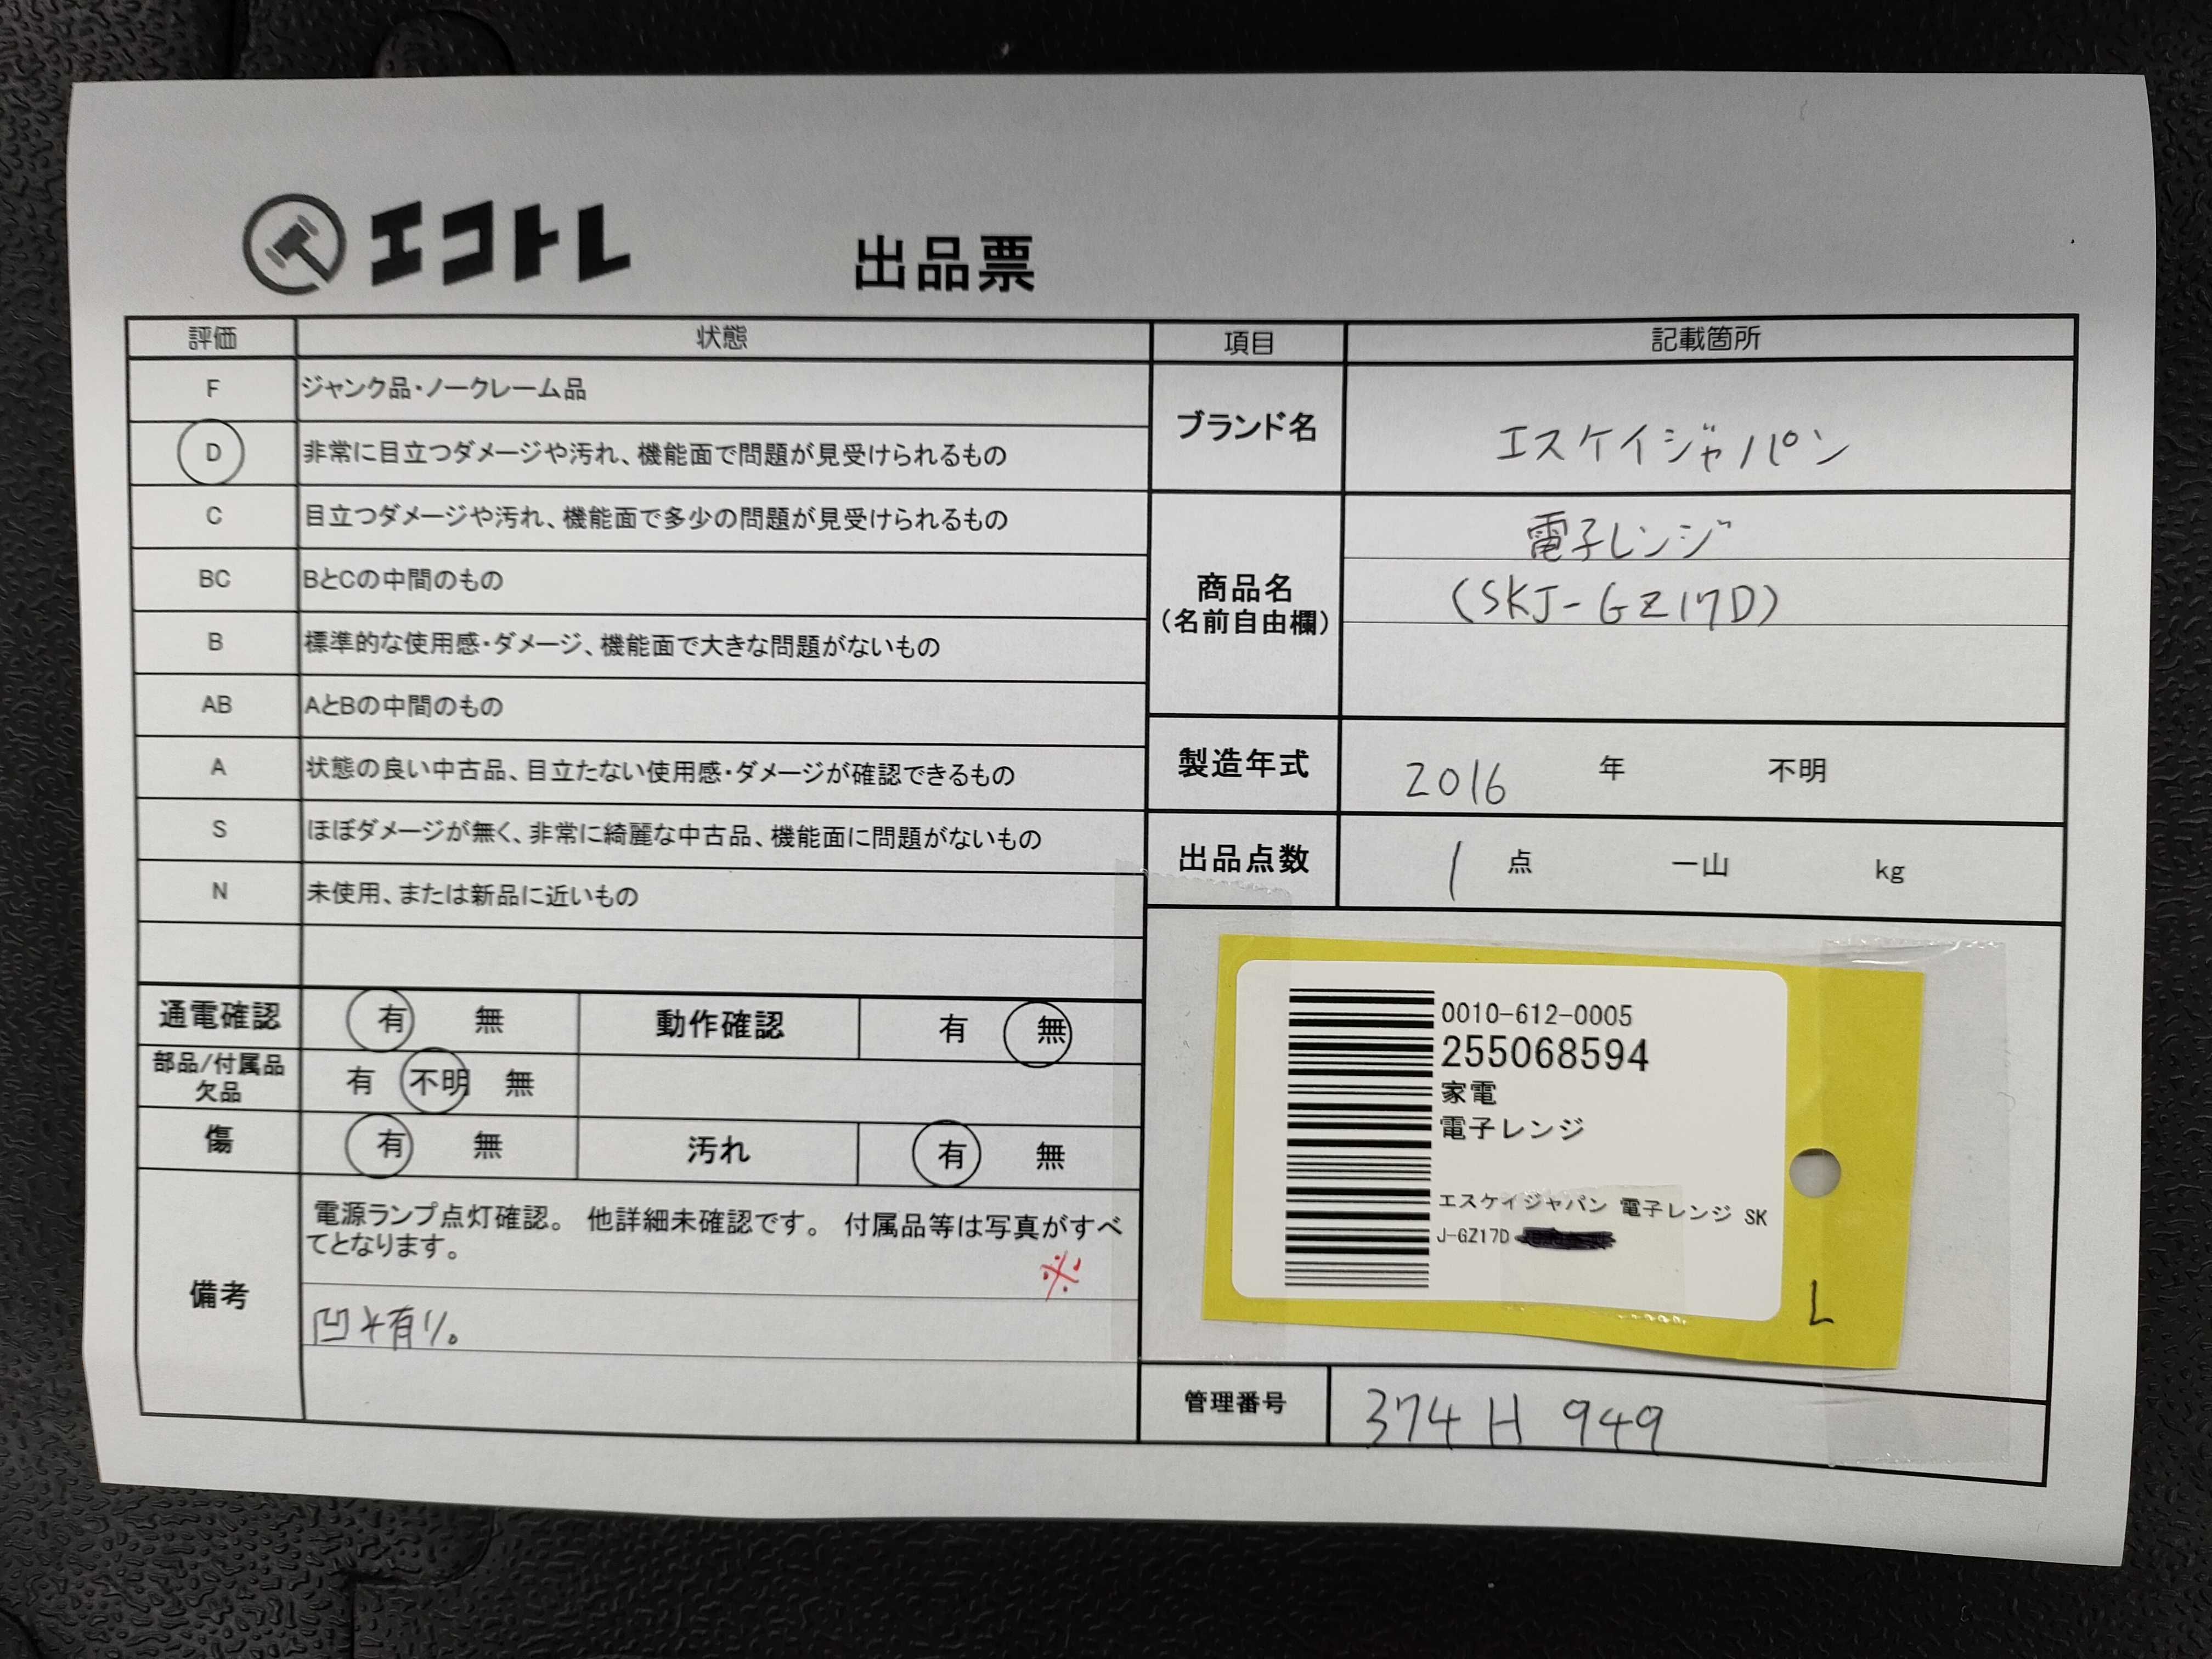 エコトレ
出品票
評価 状態
F ジャンク品・ノークレーム品
D 非常に目立つダメージや汚れ、機能面で問題が見受けられるもの
C 目立つダメージや汚れ、機能面で多少の問題が見受けられるもの
BC BとCの中間のもの
B 標準的な使用感・ダメージ、機能面で大きな問題がないもの
AB AとBの中間のもの
A 状態の良い中古品、目立たない使用感・ダメージが確認できるもの
S ほぼダメージが無く、非常に綺麗な中古品、機能面に問題がないもの
N 未使用、または新品に近いもの
通電確認 有 無 動作確認 有 無
部品/付属品
欠品
有 不明 無
傷 有 無 汚れ 有 無
備考
電源ランプ点灯確認。 他詳細未確認です。 付属品等は写真がすべ
てとなります。
※
凹み有り。
項目 記載箇所
ブランド名 エスケイジャパン
商品名
(名前自由欄)
電子レンジ
(SKJ-GZ17D)
製造年式 2016 年 不明
出品点数 1 点 一山 kg
0010-612-0005
255068594
家電
電子レンジ
エスケイジャパン 電子レンジ SK
J-GZ17D
L
管理番号 374 H 949